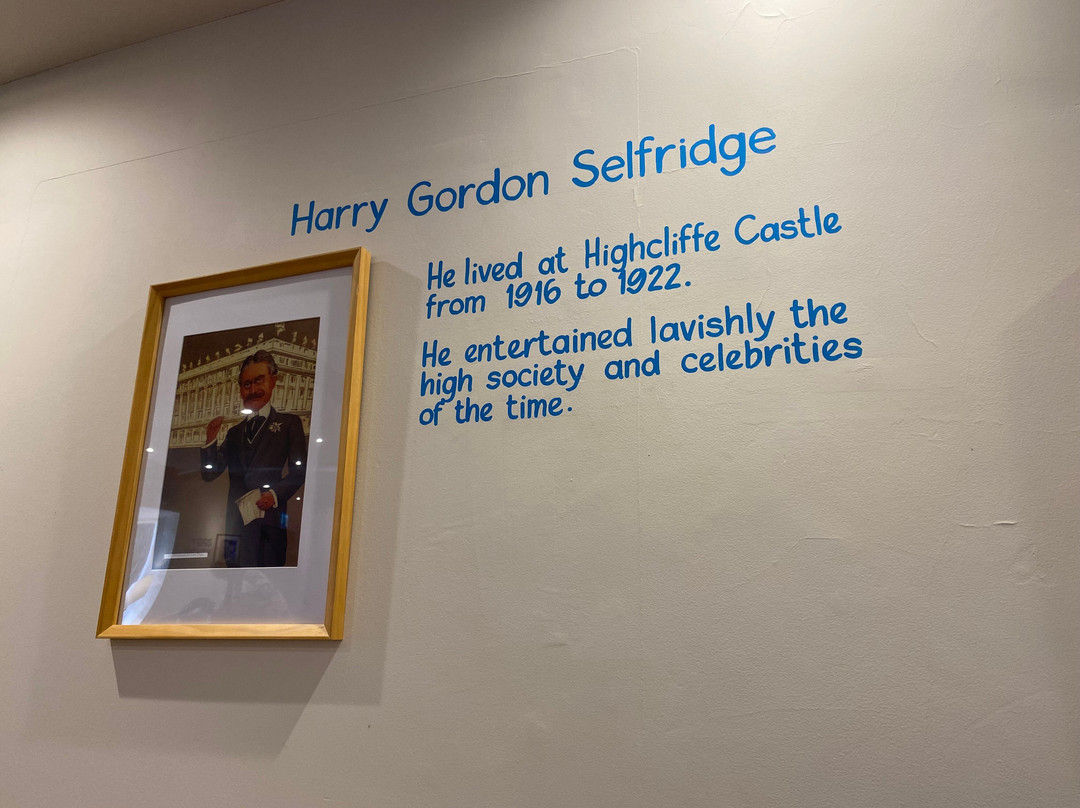 Harry Gordon Selfridge
He lived at Highcliffe Castle
from 1916 to 1922.
He entertained lavishly the
high society and celebrities
of the time.